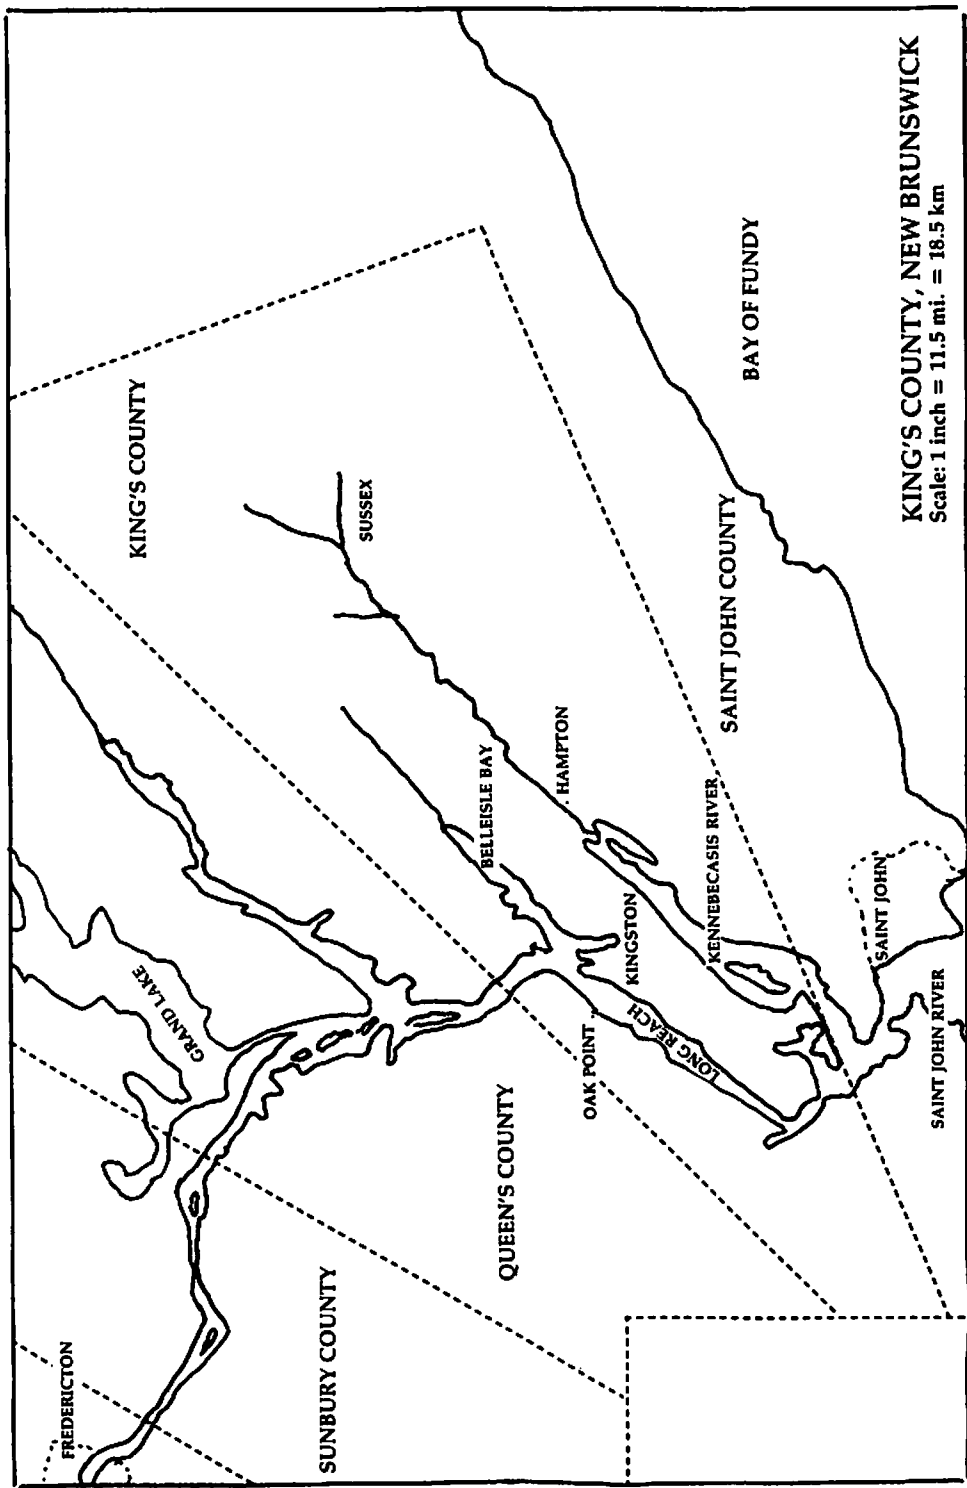 FREDERICTON
GRAND LAKE
KING'S COUNTY
SUNBURY COUNTY
SUSSEX
QUEEN'S COUNTY
BELLEISLE BAY
HAMPTON
OAK POINT
KINGSTON
LONG REACH
KENNEBECASIS RIVER
SAINT JOHN COUNTY
BAY OF FUNDY
SAINT JOHN
SAINT JOHN RIVER
KING'S COUNTY, NEW BRUNSWICK
Scale: 1 inch = 11.5 mi. = 18.5 km